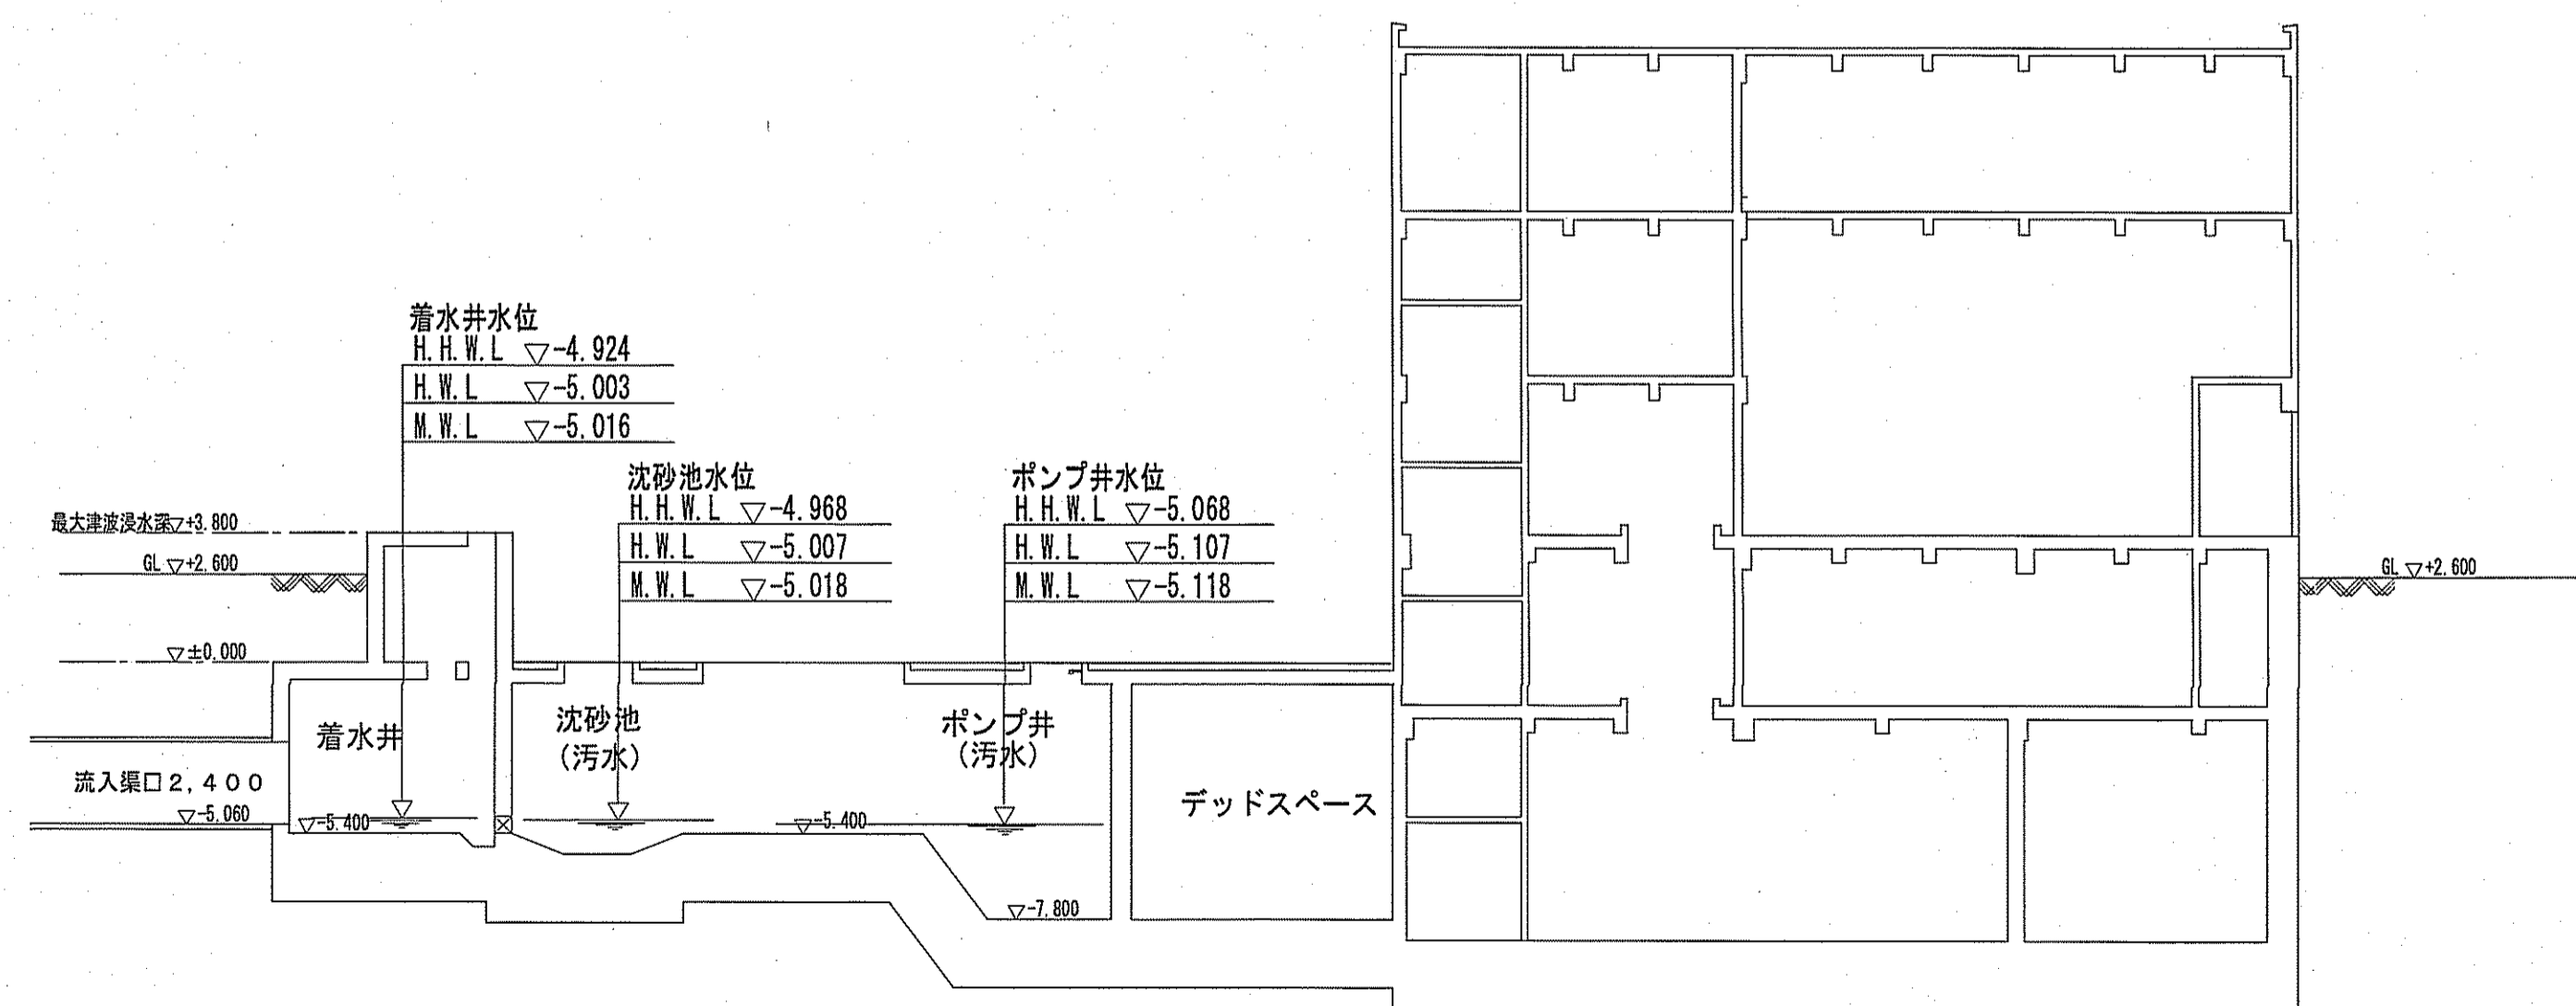 着水井水位
H.H.W.L ▽-4.924
H.W.L ▽-5.003
M.W.L ▽-5.016
沈砂池水位
H.H.W.L ▽-4.968
H.W.L ▽-5.007
M.W.L ▽-5.018
ポンプ井水位
H.H.W.L ▽-5.068
H.W.L ▽-5.107
M.W.L ▽-5.118
最大津波浸水深▽+3.800
GL ▽+2.600
GL ▽+2.600
▽±0.000
着水井
沈砂池
(汚水)
ポンプ井
(汚水)
流入渠口2,400
▽-5.060
▽-5.400
▽-5.400
デッドスペース
▽-7.800